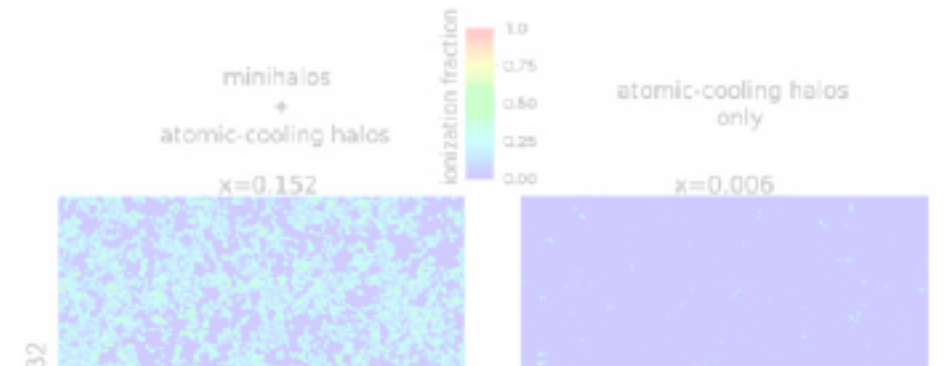 minihalos
+
atomic-cooling halos
x=0.152
ionization fraction
1.0
0.75
0.50
0.25
0.00
atomic-cooling halos
only
x=0.006
32